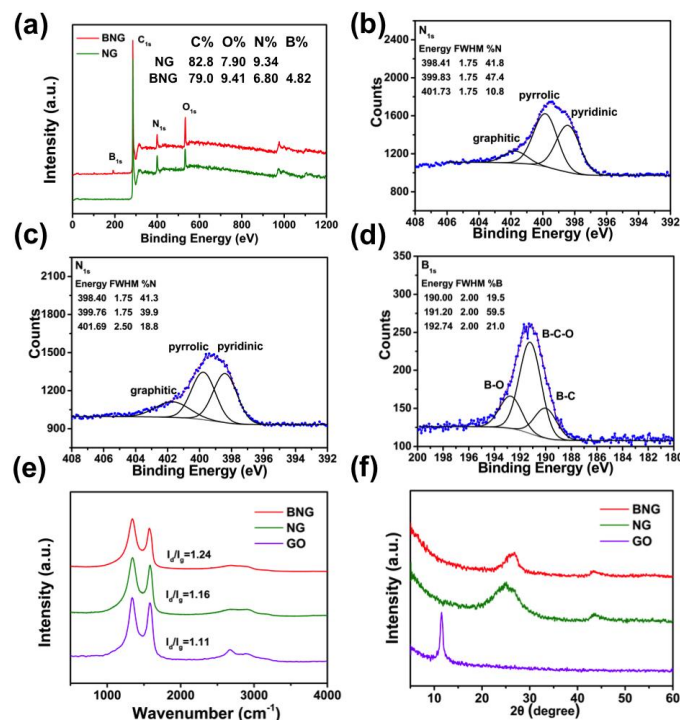 (a)
BNG
NG
C1s
C% O% N% B%
NG 82.8 7.90 9.34
BNG 79.0 9.41 6.80 4.82
O1s
N1s
B1s
Intensity (a.u.)
0 200 400 600 800 1000 1200
Binding Energy (eV)
(b)
N1s
Energy FWHM %N
398.41 1.75 41.8
399.83 1.75 47.4
401.73 1.75 10.8
pyrrolic
pyridinic
graphitic
Counts
2400
2100
1800
1500
1200
900
408 406 404 402 400 398 396 394 392
Binding Energy (eV)
(c)
N1s
Energy FWHM %N
398.40 1.75 41.3
399.76 1.75 39.9
401.69 2.50 18.8
pyrrolic pyridinic
graphitic
Counts
2100
1800
1500
1200
900
408 406 404 402 400 398 396 394 392
Binding Energy (eV)
(d)
B1s
Energy FWHM %B
190.00 2.00 19.5
191.20 2.00 59.5
192.74 2.00 21.0
B-C-O
B-O
B-C
Counts
350
300
250
200
150
100
200 198 196 194 192 190 188 186 184 182 180
Binding Energy (eV)
(e)
BNG
NG
GO
Id/Ig=1.24
Id/Ig=1.16
Id/Ig=1.11
Intensity (a.u.)
1000 2000 3000 4000
Wavenumber (cm-1)
(f)
BNG
NG
GO
Intensity (a.u.)
10 20 30 40 50 60
2θ (degree)